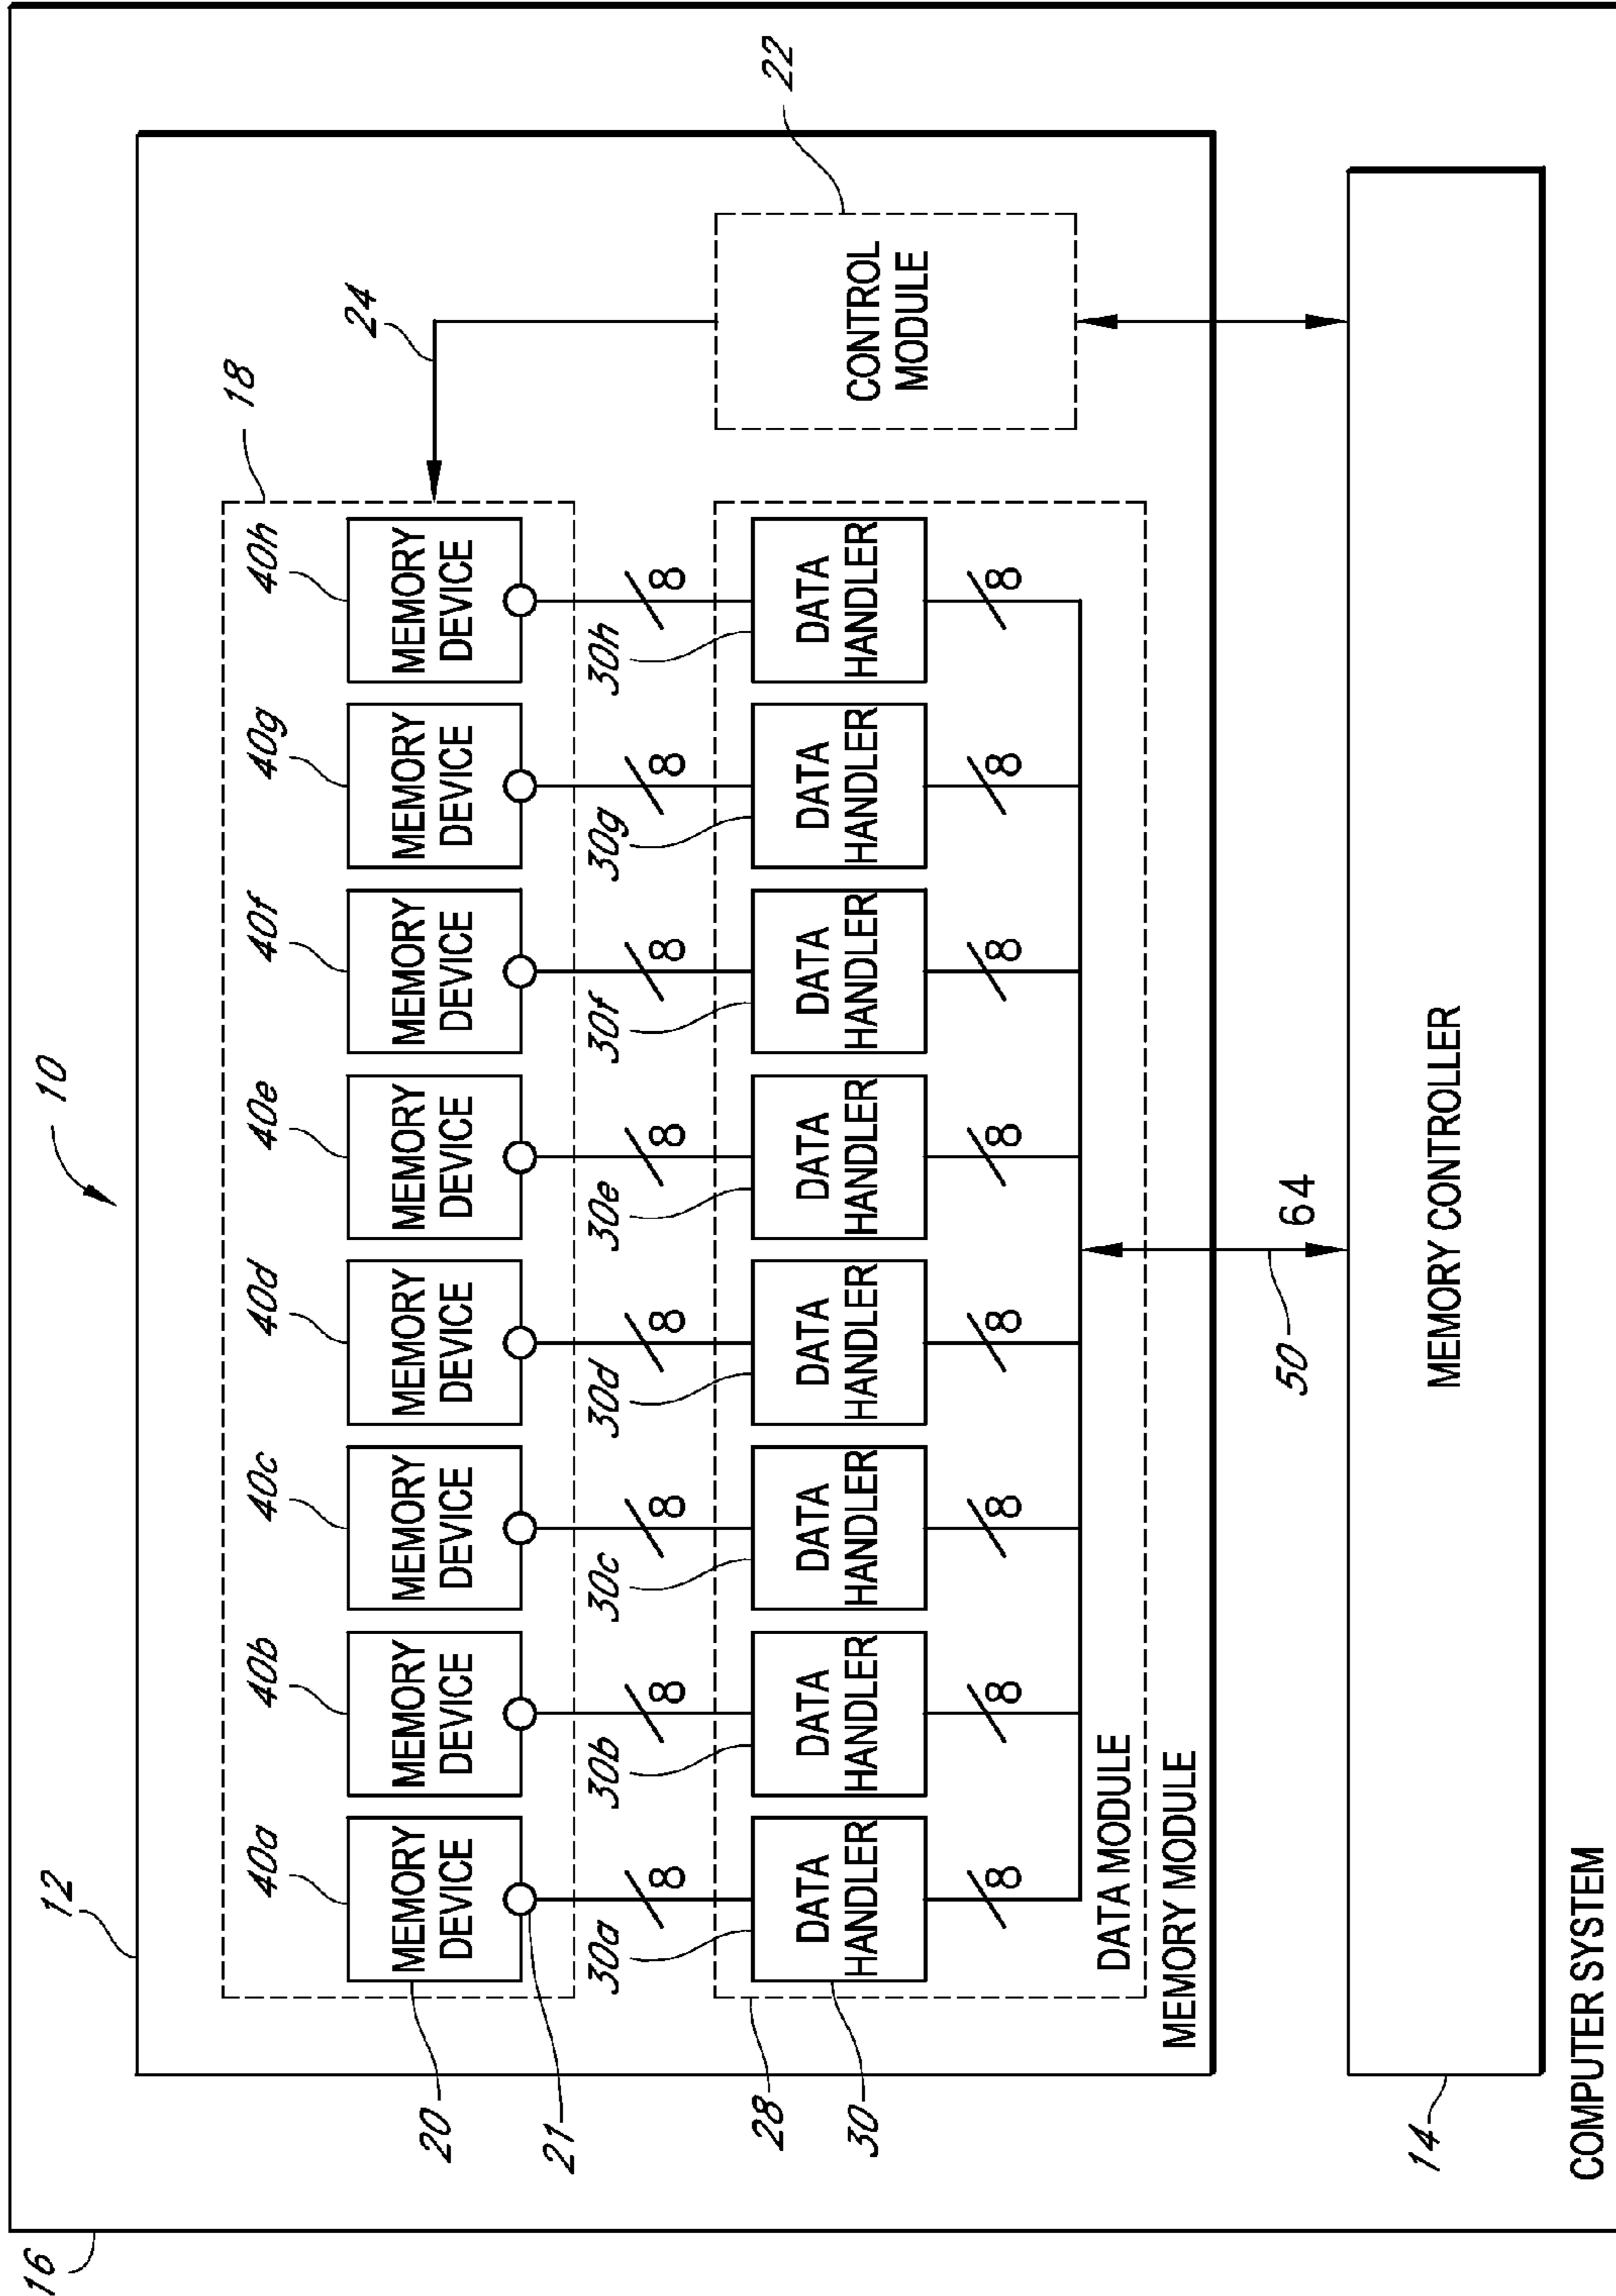 10
12
16
18
24
22
40a
40b
40c
40d
40e
40f
40g
40h
MEMORY
DEVICE
MEMORY
DEVICE
MEMORY
DEVICE
MEMORY
DEVICE
MEMORY
DEVICE
MEMORY
DEVICE
MEMORY
DEVICE
MEMORY
DEVICE
20
21
8
8
8
8
8
8
8
8
30a
30b
30c
30d
30e
30f
30g
30h
28
30
DATA
HANDLER
DATA
HANDLER
DATA
HANDLER
DATA
HANDLER
DATA
HANDLER
DATA
HANDLER
DATA
HANDLER
DATA
HANDLER
CONTROL
MODULE
8
8
8
8
8
8
8
8
DATA MODULE
MEMORY MODULE
50
64
14
MEMORY CONTROLLER
COMPUTER SYSTEM